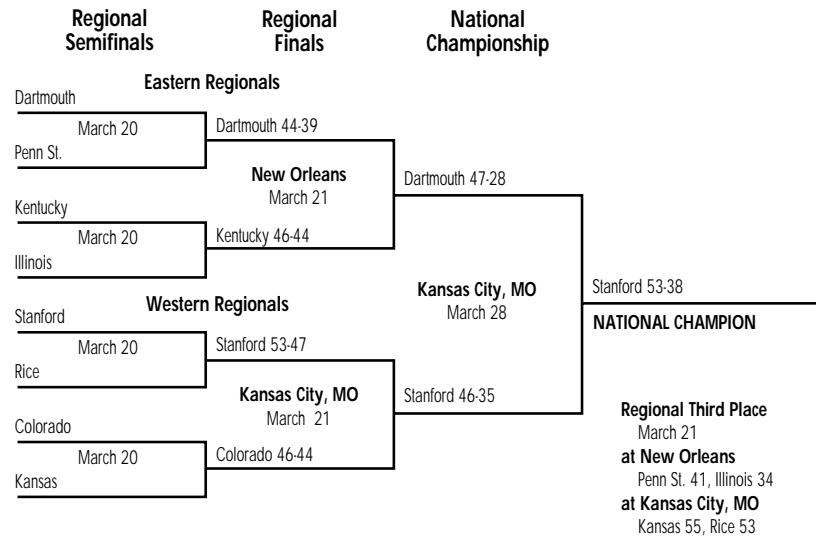 Regional
Semifinals
Regional
Finals
National
Championship
Eastern Regionals
Dartmouth
March 20
Penn St.
Dartmouth 44-39
New Orleans
March 21
Kentucky
March 20
Illinois
Kentucky 46-44
Dartmouth 47-28
Kansas City, MO
March 28
Stanford 53-38
NATIONAL CHAMPION
Western Regionals
Stanford
March 20
Rice
Stanford 53-47
Kansas City, MO
March 21
Colorado
March 20
Kansas
Colorado 46-44
Stanford 46-35
Regional Third Place
March 21
at New Orleans
Penn St. 41, Illinois 34
at Kansas City, MO
Kansas 55, Rice 53